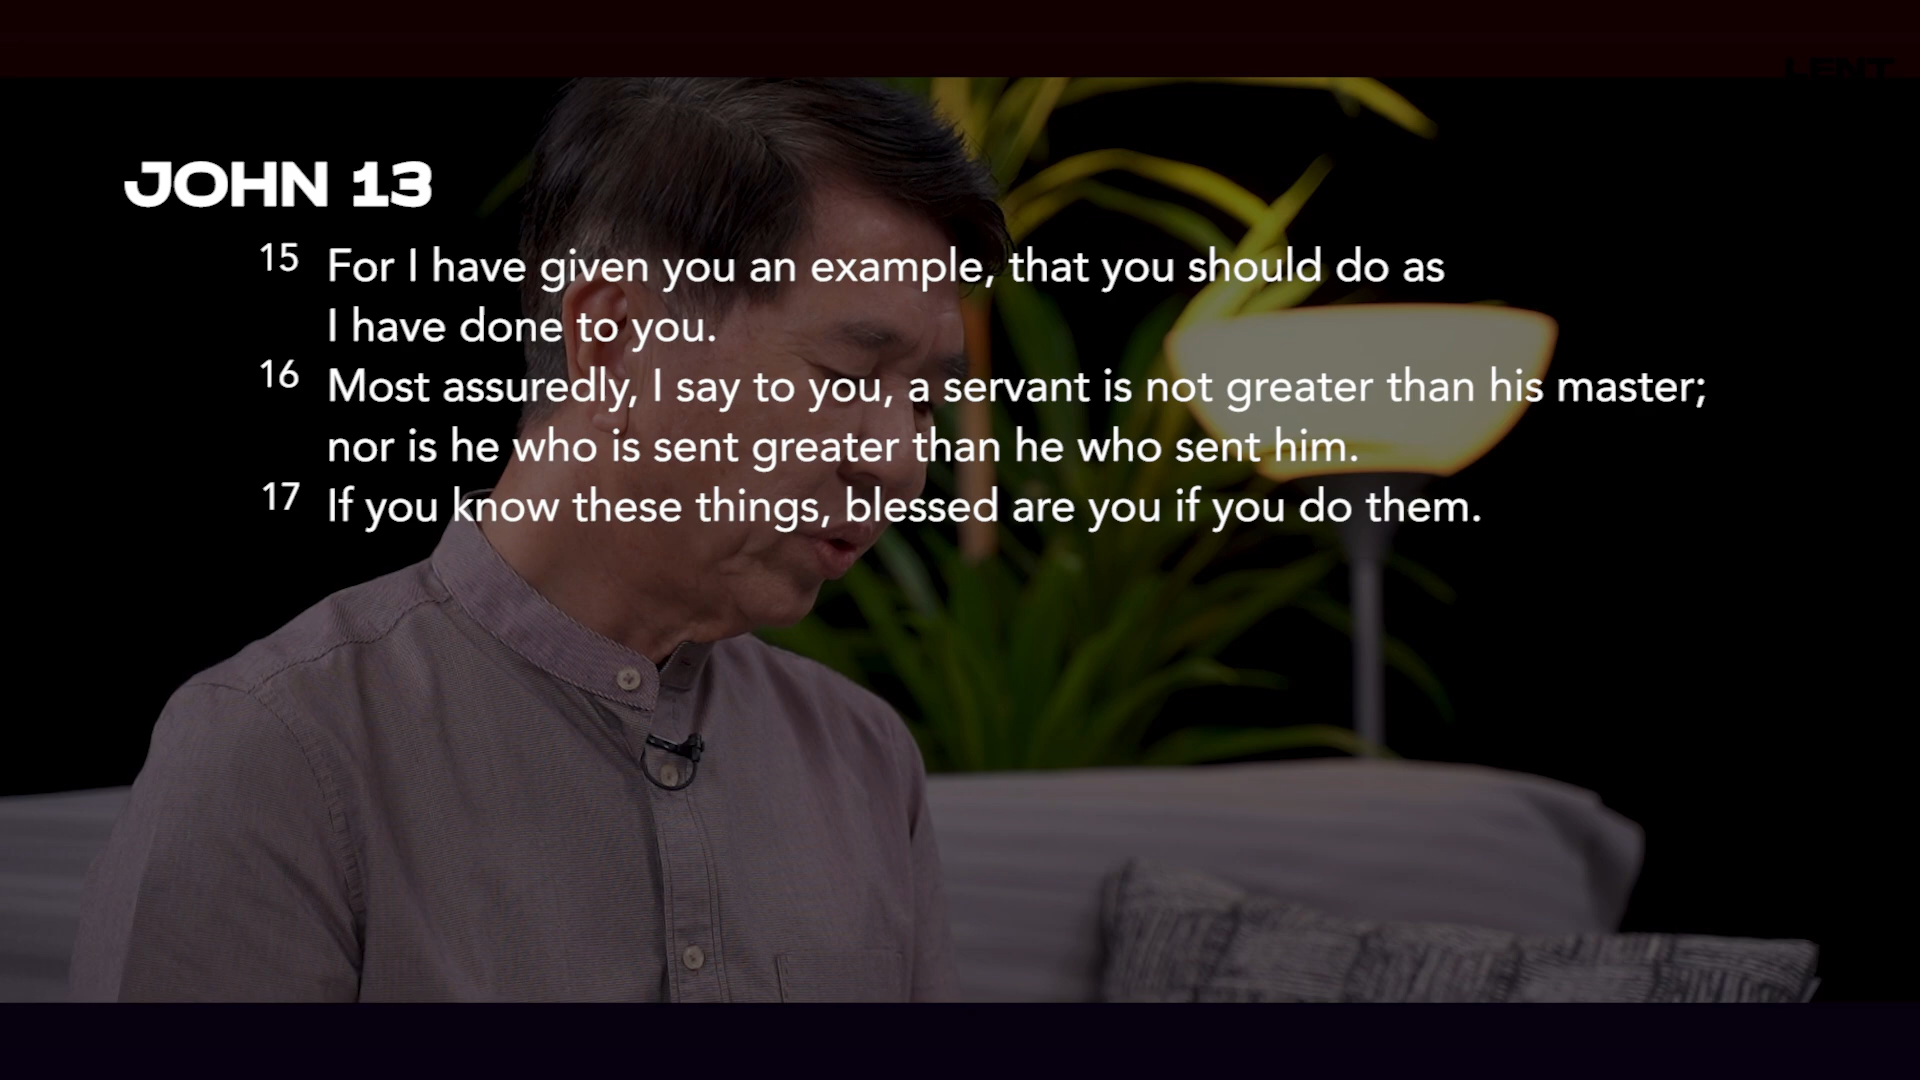 LENT
JOHN 13
15 For I have given you an example, that you should do as
I have done to you.
16 Most assuredly, I say to you, a servant is not greater than his master;
nor is he who is sent greater than he who sent him.
17 If you know these things, blessed are you if you do them.